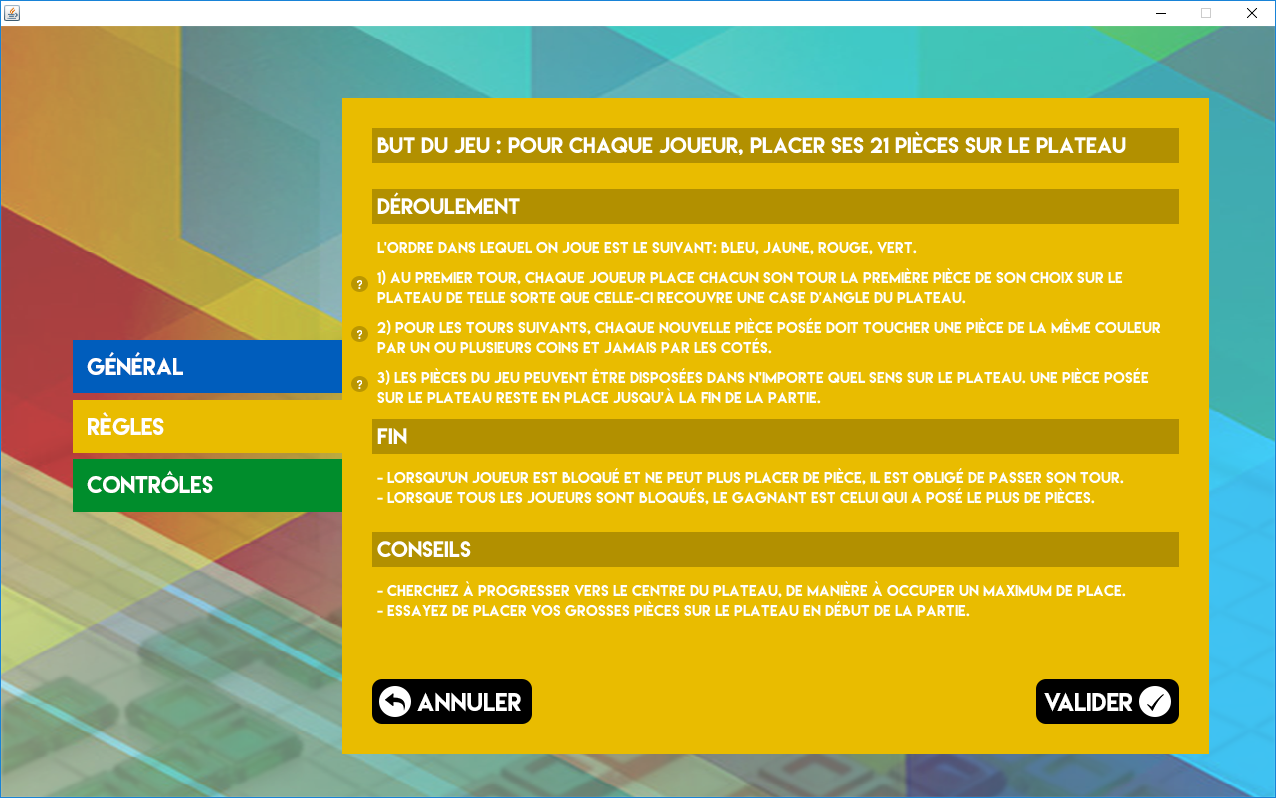 BUT DU JEU : POUR CHAQUE JOUEUR, PLACER SES 21 PIÈCES SUR LE PLATEAU
DÉROULEMENT
L'ORDRE DANS LEQUEL ON JOUE EST LE SUIVANT: BLEU, JAUNE, ROUGE, VERT.
1) AU PREMIER TOUR, CHAQUE JOUEUR PLACE CHACUN SON TOUR LA PREMIÈRE PIÈCE DE SON CHOIX SUR LE
?
PLATEAU DE TELLE SORTE QUE CELLE-CI RECOUVRE UNE CASE D'ANGLE DU PLATEAU.
2) POUR LES TOURS SUIVANTS, CHAQUE NOUVELLE PIÈCE POSÉE DOIT TOUCHER UNE PIÈCE DE LA MÊME COULEUR
?
PAR UN OU PLUSIEURS COINS ET JAMAIS PAR LES COTÉS.
3) LES PIÈCES DU JEU PEUVENT ÊTRE DISPOSÉES DANS N'IMPORTE QUEL SENS SUR LE PLATEAU. UNE PIÈCE POSÉE
?
SUR LE PLATEAU RESTE EN PLACE JUSQU'À LA FIN DE LA PARTIE.
FIN
- LORSQU'UN JOUEUR EST BLOQUÉ ET NE PEUT PLUS PLACER DE PIÈCE, IL EST OBLIGÉ DE PASSER SON TOUR.
- LORSQUE TOUS LES JOUEURS SONT BLOQUÉS, LE GAGNANT EST CELUI QUI A POSÉ LE PLUS DE PIÈCES.
CONSEILS
- CHERCHEZ À PROGRESSER VERS LE CENTRE DU PLATEAU, DE MANIÈRE À OCCUPER UN MAXIMUM DE PLACE.
- ESSAYEZ DE PLACER VOS GROSSES PIÈCES SUR LE PLATEAU EN DÉBUT DE LA PARTIE.
GÉNÉRAL
RÈGLES
CONTRÔLES
ANNULER
VALIDER